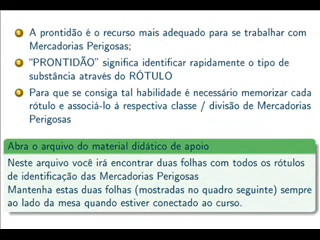 A prontidão é o recurso mais adequado para se trabalhar com
Mercadorias Perigosas;
"PRONTIDÃO" significa identificar rapidamente o tipo de
substância através do RÓTULO
Para que se consiga tal habilidade é necessário memorizar cada
rótulo e associá-lo á respectiva classe / divisão de Mercadorias
Perigosas
Abra o arquivo do material didático de apoio
Neste arquivo você irá encontrar duas folhas com todos os rótulos
de identificação das Mercadorias Perigosas
Mantenha estas duas folhas (mostradas no quadro seguinte) sempre
ao lado da mesa quando estiver conectado ao curso.